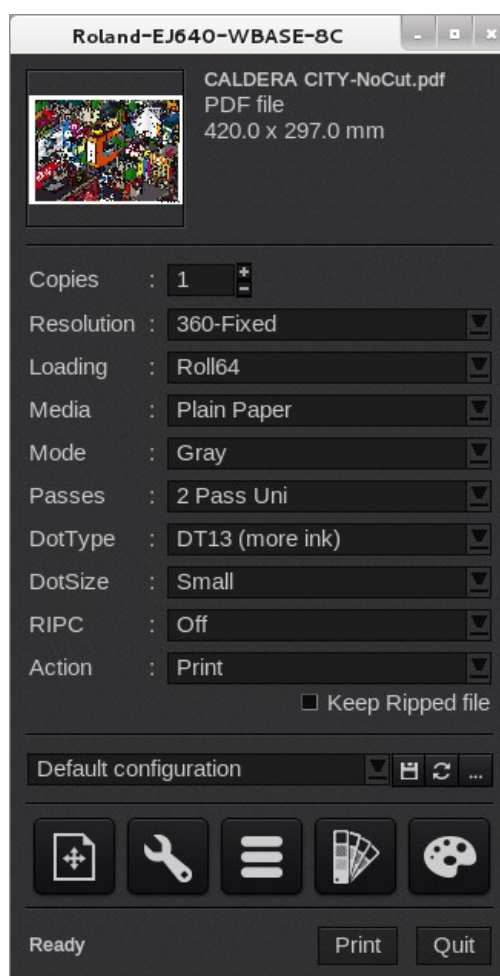 Roland-EJ640-WBASE-8C
CALDERA CITY-NoCut.pdf
PDF file
420.0 x 297.0 mm
Copies : 1
Resolution : 360-Fixed
Loading : Roll64
Media : Plain Paper
Mode : Gray
Passes : 2 Pass Uni
DotType : DT13 (more ink)
DotSize : Small
RIPC : Off
Action : Print
Keep Ripped file
Default configuration ...
Ready Print Quit